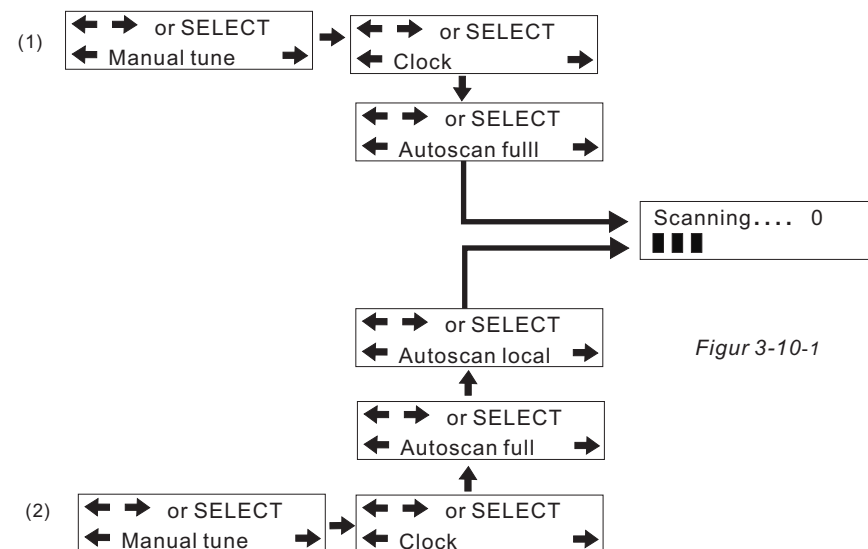 (1)
or SELECT
Manual tune
or SELECT
Clock
or SELECT
Autoscan fulll
Scanning.... 0
or SELECT
Autoscan local
Figur 3-10-1
or SELECT
Autoscan full
(2)
or SELECT
Manual tune
or SELECT
Clock